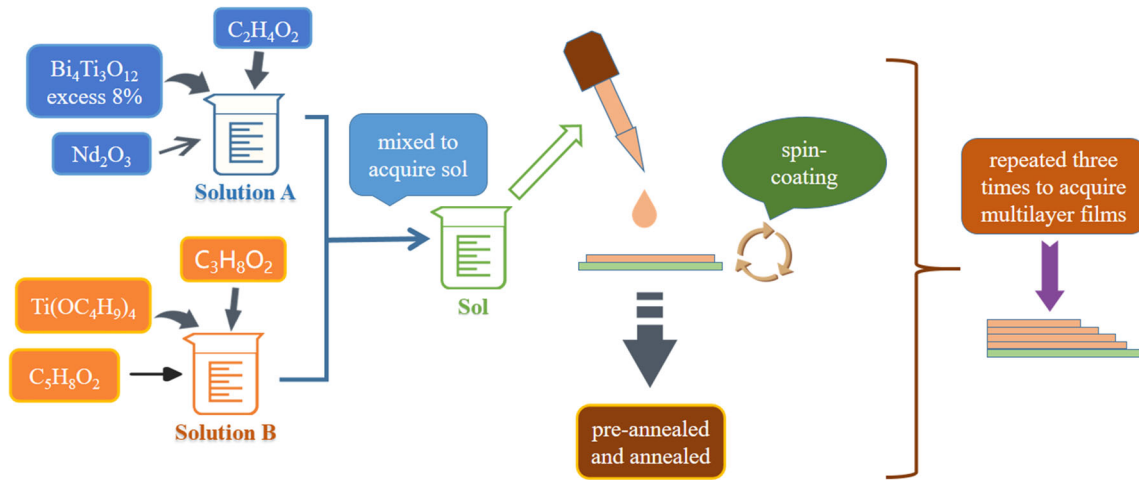 C₂H₄O₂
Bi₄Ti₃O₁₂
excess 8%
Nd₂O₃
Solution A
mixed to
acquire sol
C₃H₈O₂
Ti(OC₄H₉)₄
C₅H₈O₂
Solution B
Sol
spin-
coating
pre-annealed
and annealed
repeated three
times to acquire
multilayer films